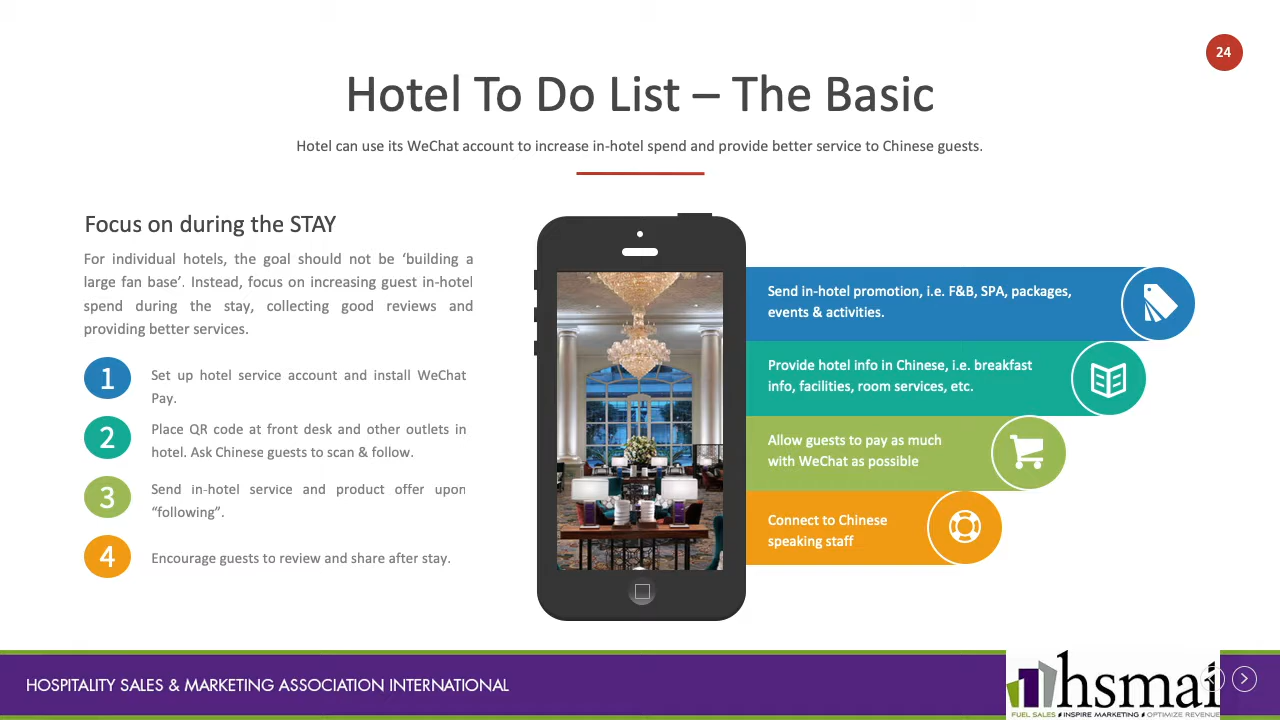 24
Hotel To Do List – The Basic
Hotel can use its WeChat account to increase in-hotel spend and provide better service to Chinese guests.
Focus on during the STAY
For individual hotels, the goal should not be ‘building a
large fan base’. Instead, focus on increasing guest in-hotel
spend during the stay, collecting good reviews and
providing better services.
1
Set up hotel service account and install WeChat
Pay.
2
Place QR code at front desk and other outlets in
hotel. Ask Chinese guests to scan & follow.
3
Send in-hotel service and product offer upon
“following”.
4
Encourage guests to review and share after stay.
Send in-hotel promotion, i.e. F&B, SPA, packages,
events & activities.
Provide hotel info in Chinese, i.e. breakfast
info, facilities, room services, etc.
Allow guests to pay as much
with WeChat as possible
Connect to Chinese
speaking staff
HOSPITALITY SALES & MARKETING ASSOCIATION INTERNATIONAL
hsmai
FUEL SALES INSPIRE MARKETING OPTIMIZE REVENUE